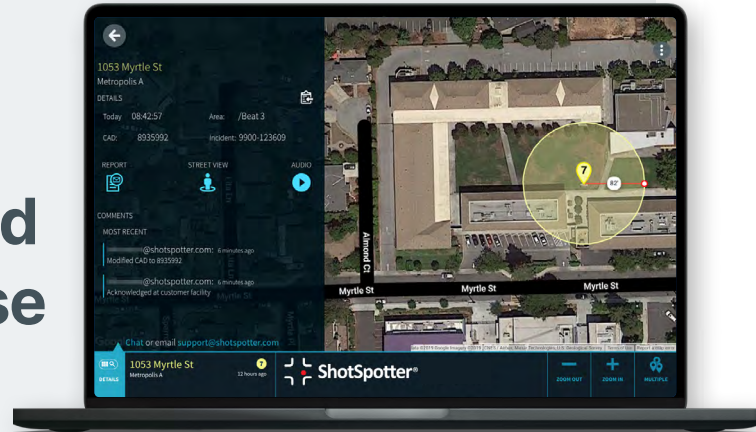 d
se
1053 Myrtle St
Metropolis A
DETAILS
Today 08:42:57 Area: /Beat 3
CAD: 8935992 Incident: 9900-123609
REPORT STREET VIEW AUDIO
COMMENTS
MOST RECENT
@shotspotter.com: 6 minutes ago
Modified CAD to 8935992
@shotspotter.com: 6 minutes ago
Acknowledged at customer facility
Chat or email support@shotspotter.com
7
82'
Almond Ct
Myrtle St Myrtle St Myrtle St
DETAILS
1053 Myrtle St 7
Metropolis A 12 hours ago
ShotSpotter®
ZOOM OUT ZOOM IN MULTIPLE